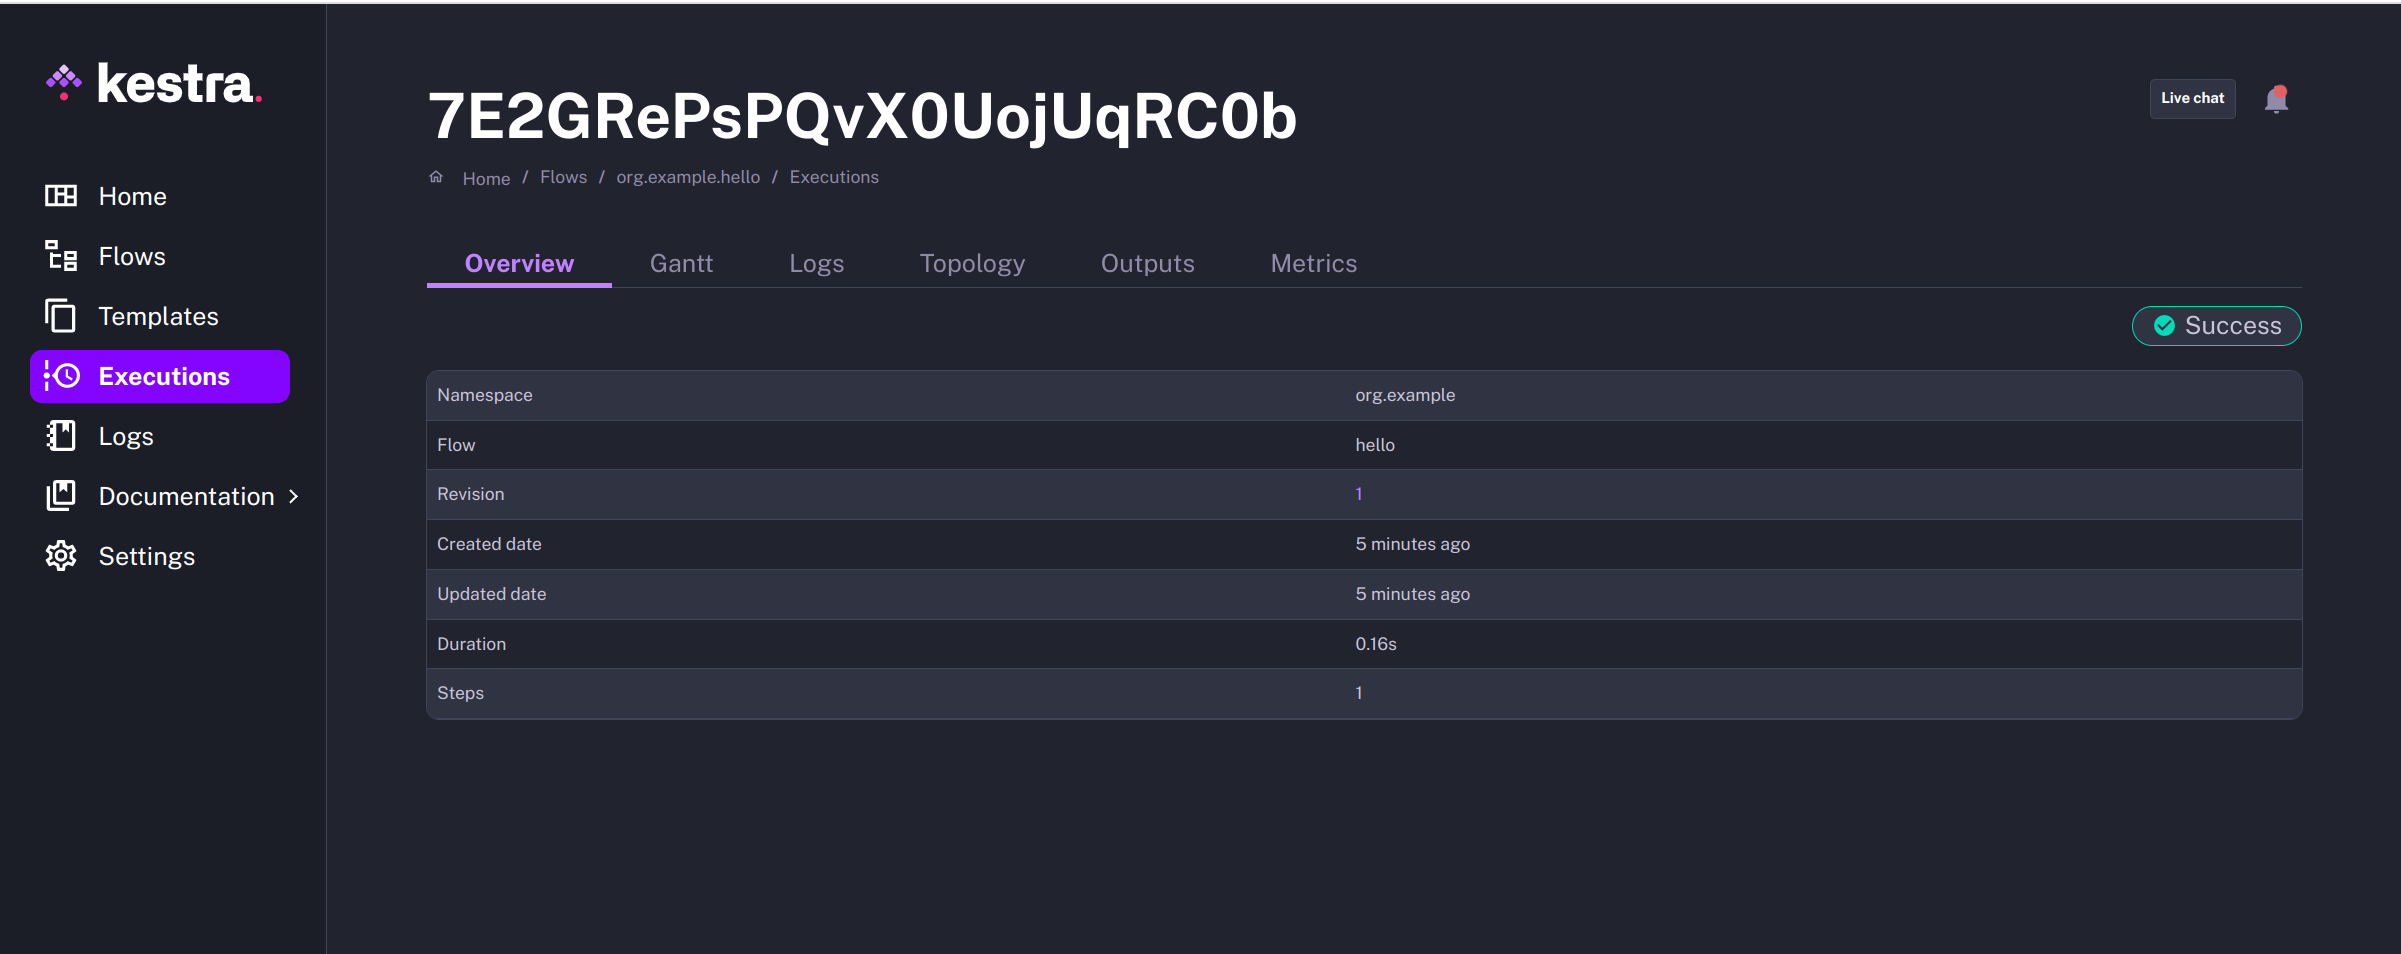 kestra.
Home
Flows
Templates
Executions
Logs
Documentation
Settings
7E2GRePsPQvX0UojUqRC0b
Live chat
Home / Flows / org.example.hello / Executions
Overview Gantt Logs Topology Outputs Metrics
Success
Namespace org.example
Flow hello
Revision 1
Created date 5 minutes ago
Updated date 5 minutes ago
Duration 0.16s
Steps 1